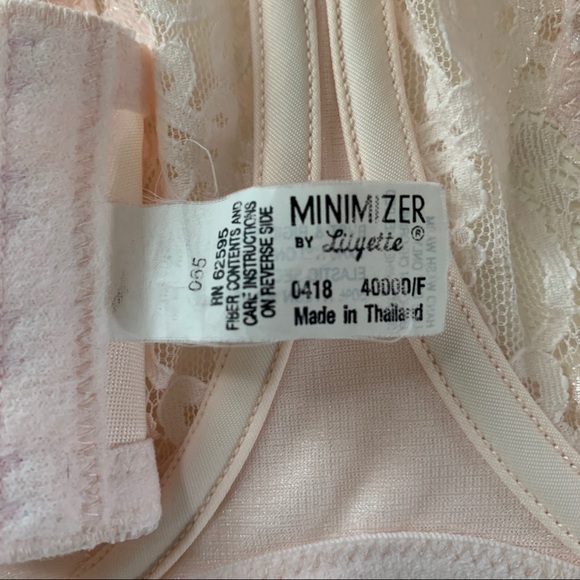 MINIMIZER
BY Lilyette ®
0418 40DDD/F
Made in Thailand
065
RN 62595
FIBER CONTENTS AND
CARE INSTRUCTIONS
ON REVERSE SIDE